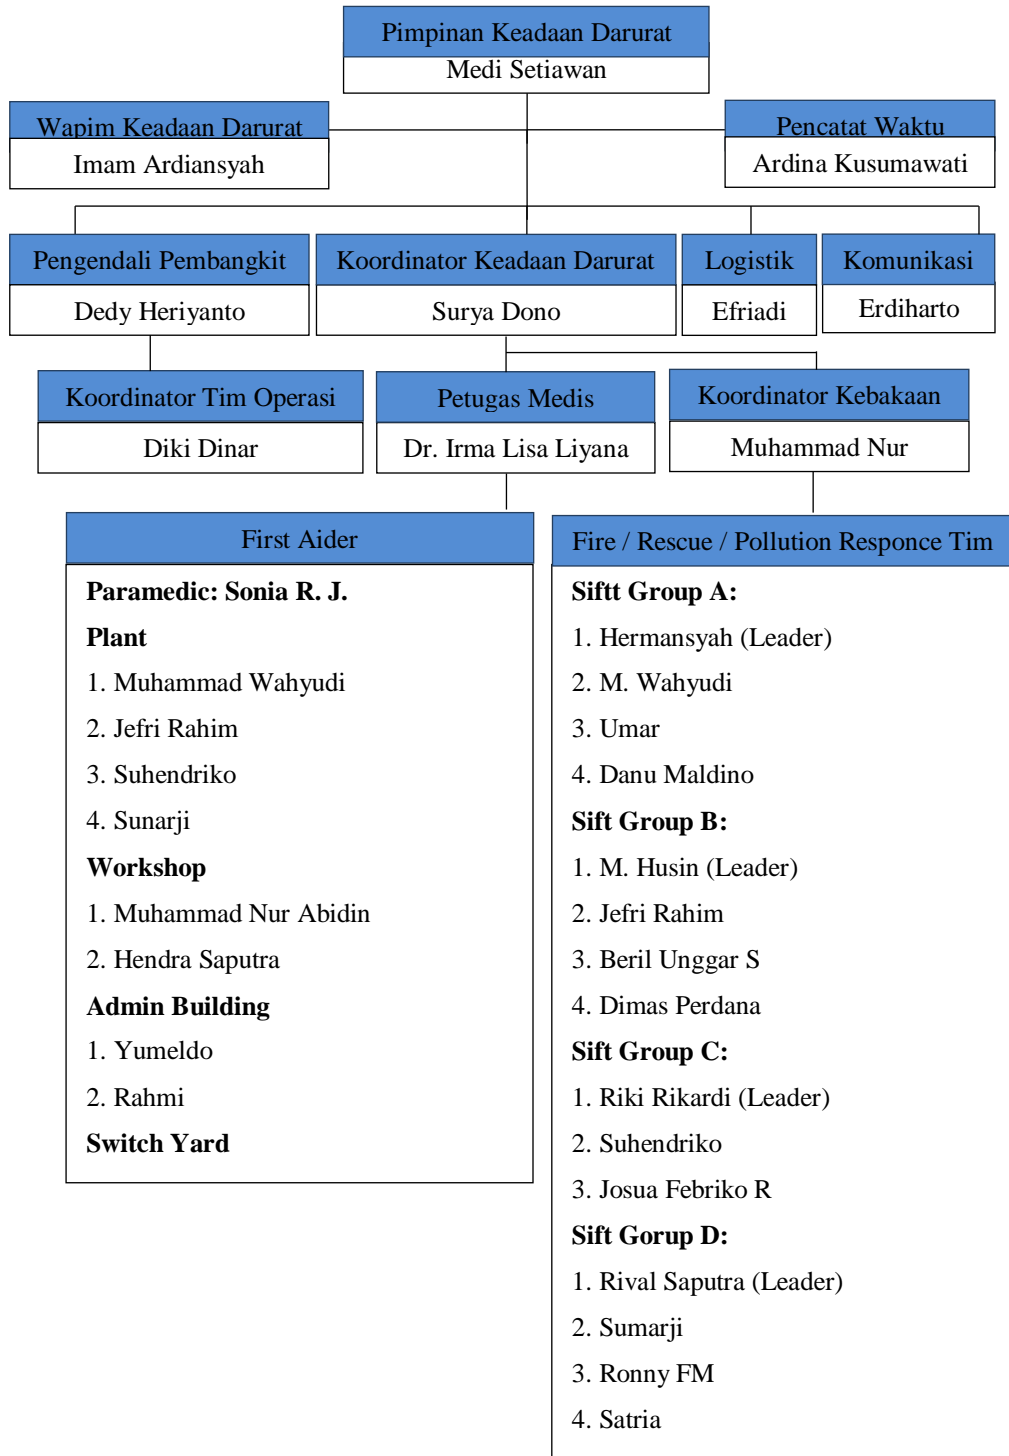 Pimpinan Keadaan Darurat
Medi Setiawan
Wapim Keadaan Darurat
Imam Ardiansyah
Pencatat Waktu
Ardina Kusumawati
Pengendali Pembangkit
Dedy Heriyanto
Koordinator Keadaan Darurat
Surya Dono
Logistik
Efriadi
Komunikasi
Erdiharto
Koordinator Tim Operasi
Diki Dinar
Petugas Medis
Dr. Irma Lisa Liyana
Koordinator Kebakaan
Muhammad Nur
First Aider
Paramedic: Sonia R. J.
Plant
1. Muhammad Wahyudi
2. Jefri Rahim
3. Suhendriko
4. Sunarji
Workshop
1. Muhammad Nur Abidin
2. Hendra Saputra
Admin Building
1. Yumeldo
2. Rahmi
Switch Yard
Fire / Rescue / Pollution Responce Tim
Siftt Group A:
1. Hermansyah (Leader)
2. M. Wahyudi
3. Umar
4. Danu Maldino
Sift Group B:
1. M. Husin (Leader)
2. Jefri Rahim
3. Beril Unggar S
4. Dimas Perdana
Sift Group C:
1. Riki Rikardi (Leader)
2. Suhendriko
3. Josua Febriko R
Sift Gorup D:
1. Rival Saputra (Leader)
2. Sumarji
3. Ronny FM
4. Satria